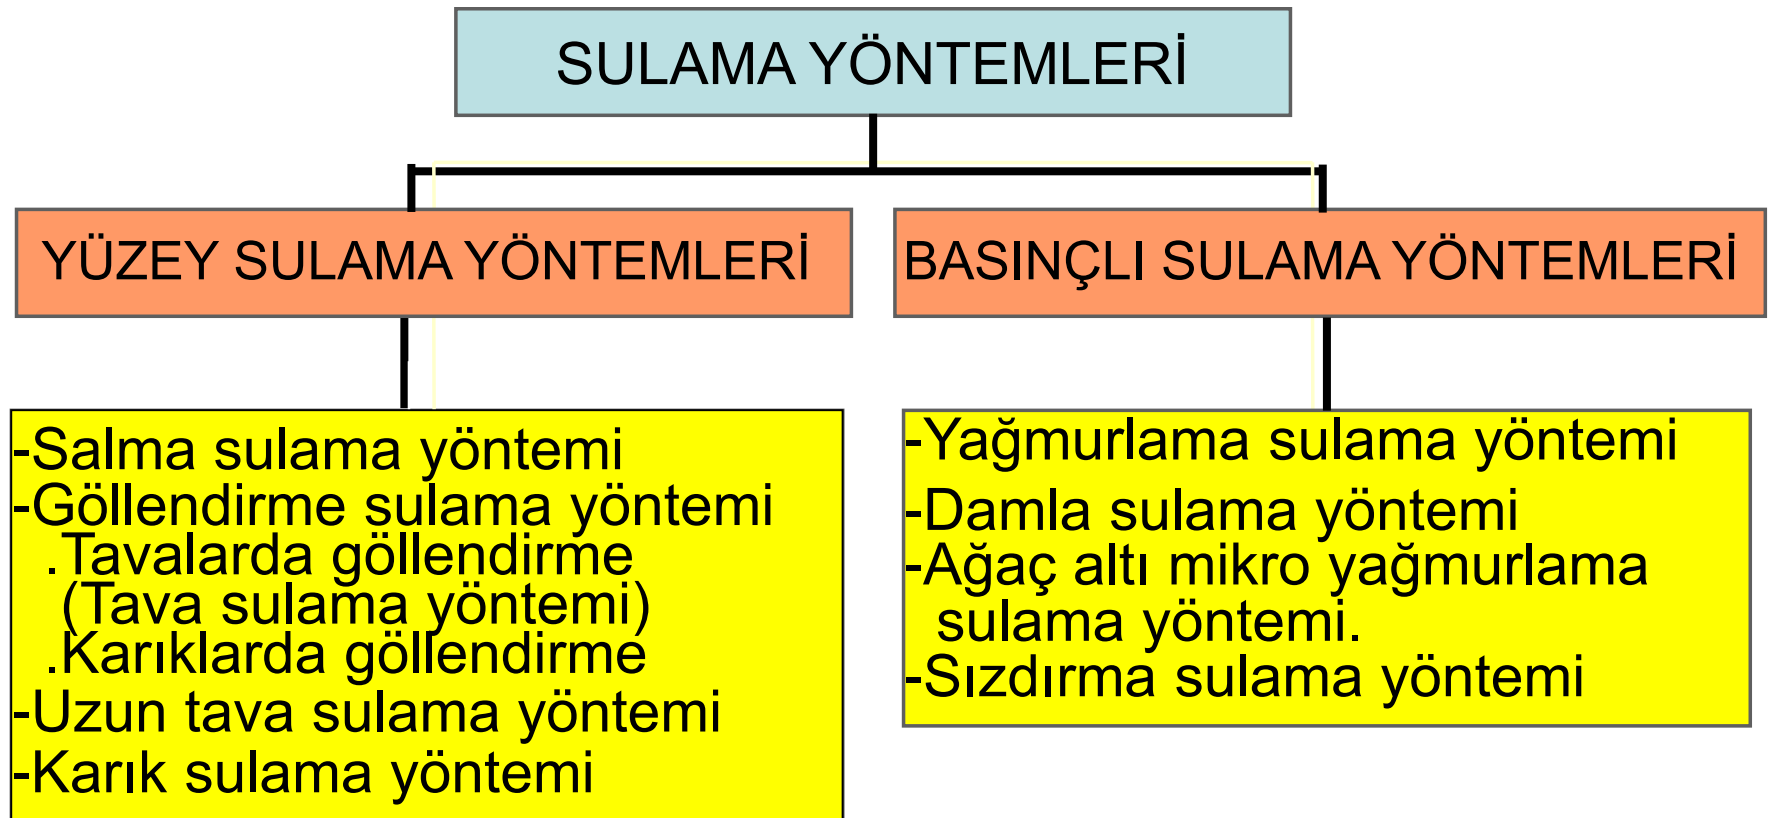 SULAMA YÖNTEMLERİ
YÜZEY SULAMA YÖNTEMLERİ
BASINÇLI SULAMA YÖNTEMLERİ
-Salma sulama yöntemi
-Göllendirme sulama yöntemi
.Tavalarda göllendirme
(Tava sulama yöntemi)
.Karıklarda göllendirme
-Uzun tava sulama yöntemi
-Karık sulama yöntemi
-Yağmurlama sulama yöntemi
-Damla sulama yöntemi
-Ağaç altı mikro yağmurlama
sulama yöntemi.
-Sızdırma sulama yöntemi